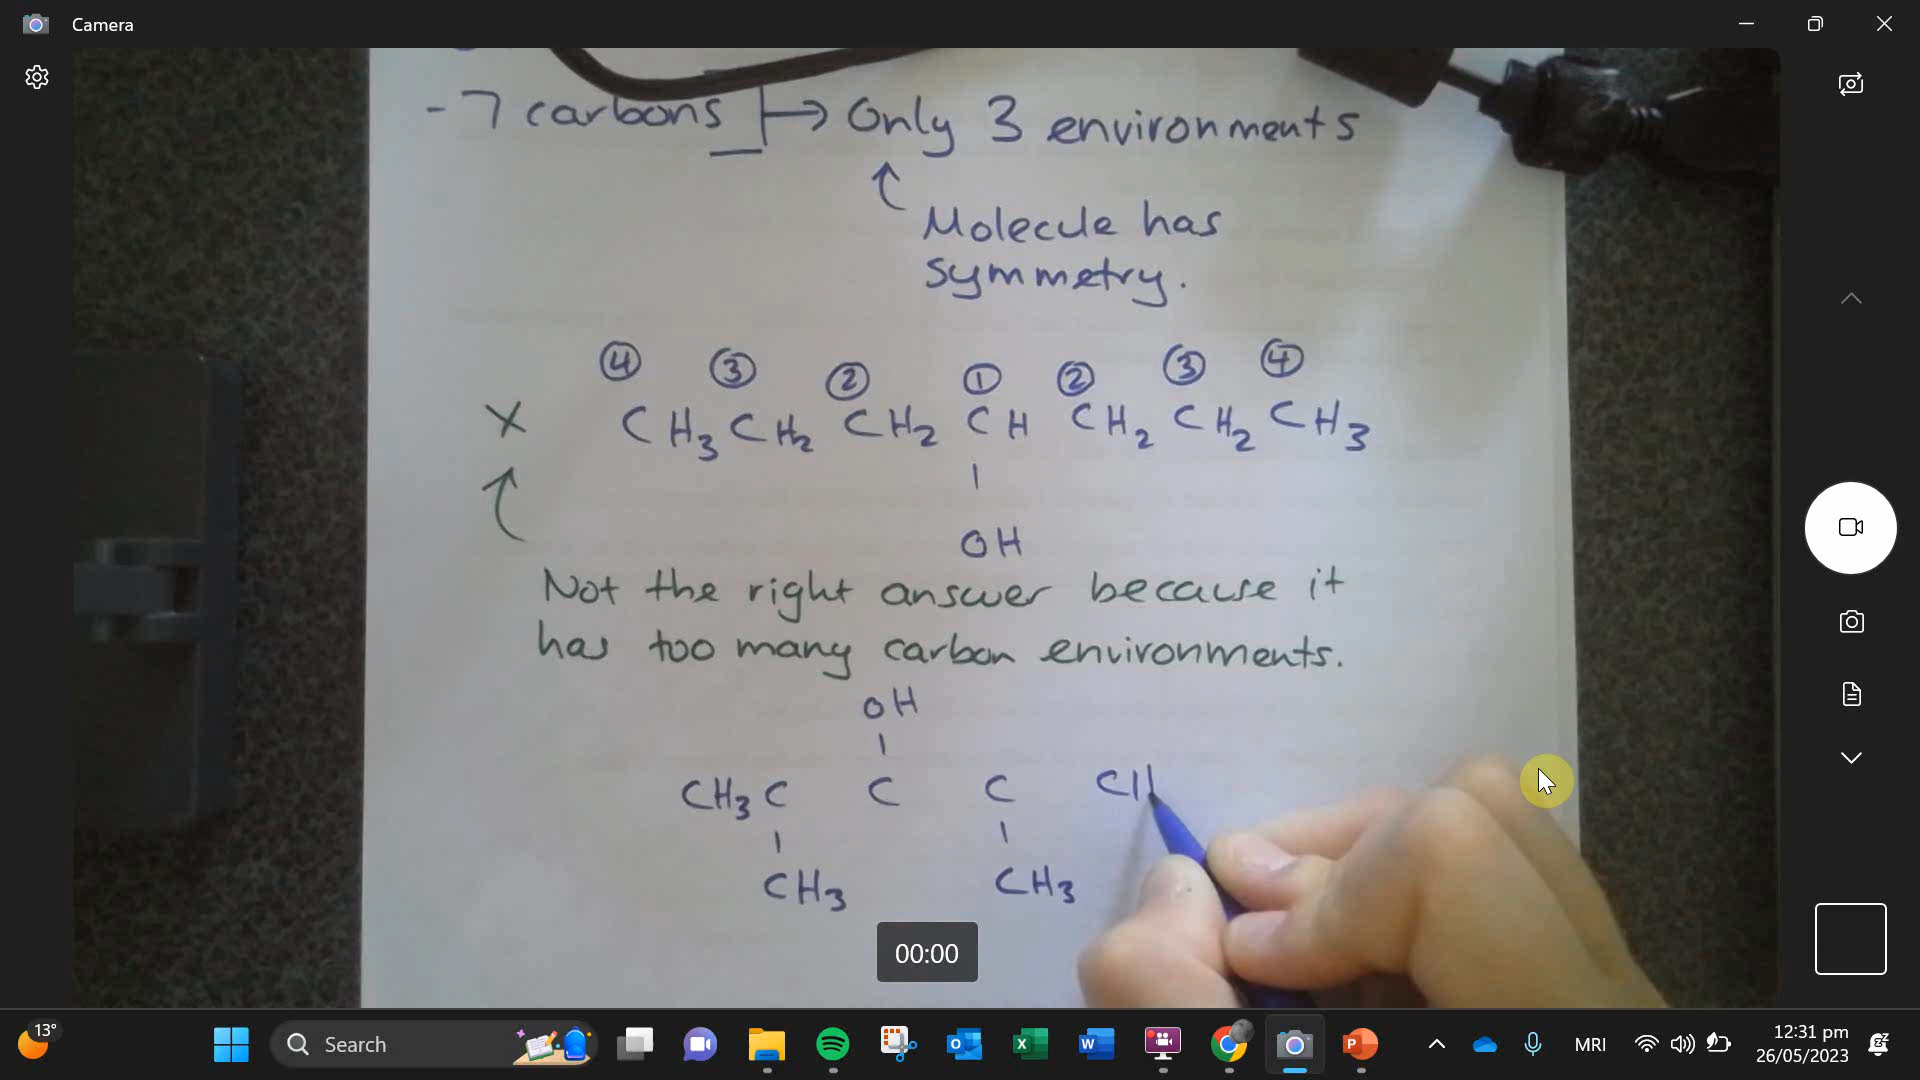 Camera
- 7 carbons → Only 3 environments
Molecule has
symmetry.
④ ③ ② ① ② ③ ④
X CH3 CH2 CH2 CH CH2 CH2 CH3
OH
Not the right answer because it
has too many carbon environments.
OH
CH3 C C C CH
CH3 CH3
00:00
13°
Search
MRI
12:31 pm
26/05/2023